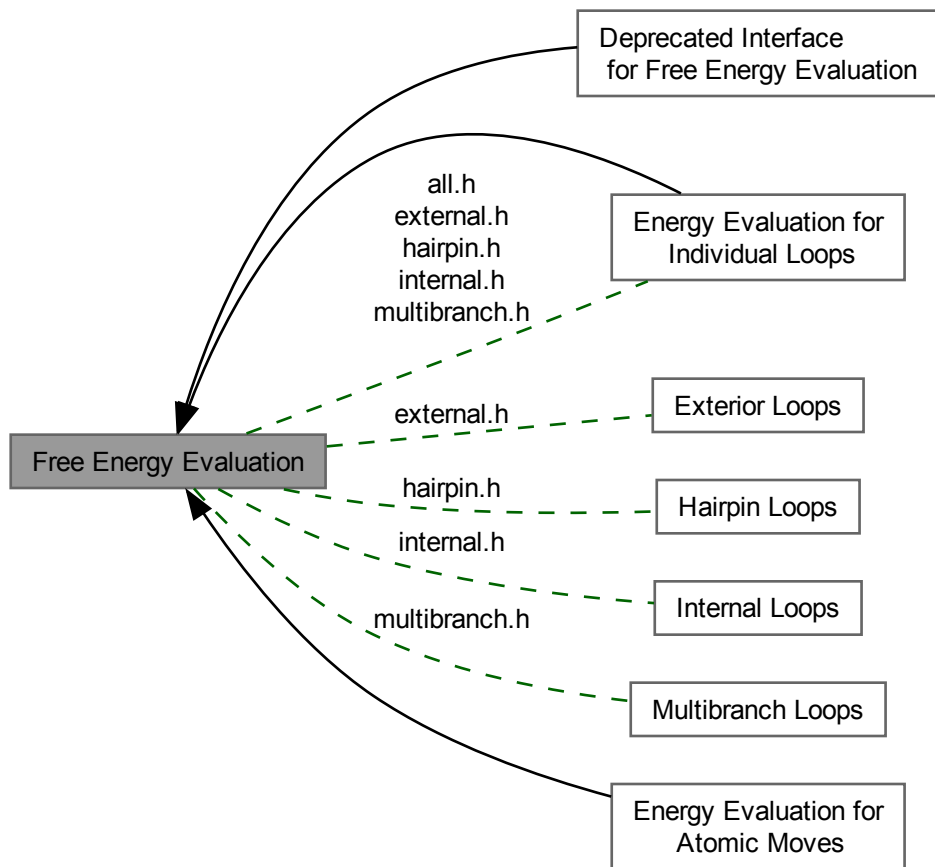 Deprecated Interface
for Free Energy Evaluation
all.h
external.h
hairpin.h
internal.h
multibranch.h
Energy Evaluation for
Individual Loops
external.h
Exterior Loops
Free Energy Evaluation
hairpin.h
Hairpin Loops
internal.h
Internal Loops
multibranch.h
Multibranch Loops
Energy Evaluation for
Atomic Moves